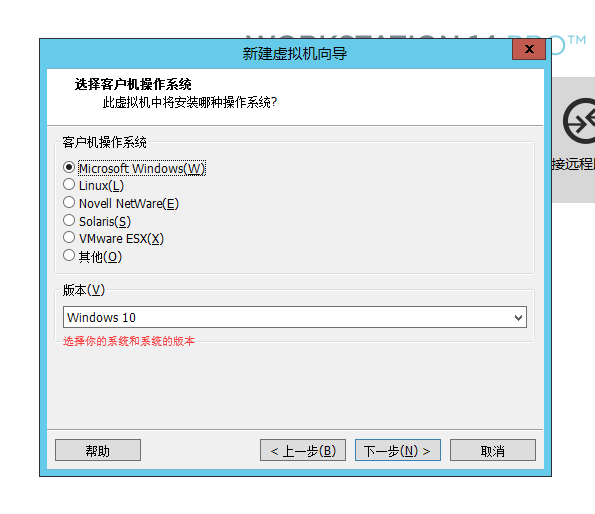 WORKSTATION 14 PRO™
新建虚拟机向导
x
选择客户机操作系统
此虚拟机中将安装哪种操作系统?
接远程
客户机操作系统
Microsoft Windows(W)
Linux(L)
Novell NetWare(E)
Solaris(S)
VMware ESX(X)
其他(O)
版本(V)
Windows 10
选择你的系统和系统的版本
帮助
< 上一步(B)
下一步(N) >
取消